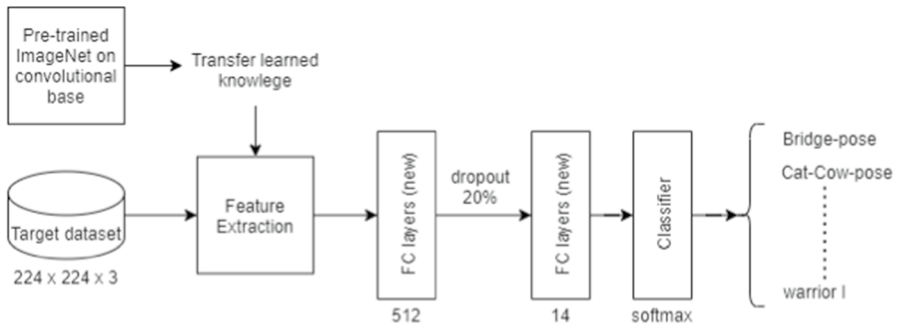 Pre-trained
ImageNet on
convolutional
base
Transfer learned
knowlege
Target dataset
224 x 224 x 3
Feature
Extraction
FC layers (new)
512
dropout
20%
FC layers (new)
14
Classifier
softmax
Bridge-pose
Cat-Cow-pose
warrior I